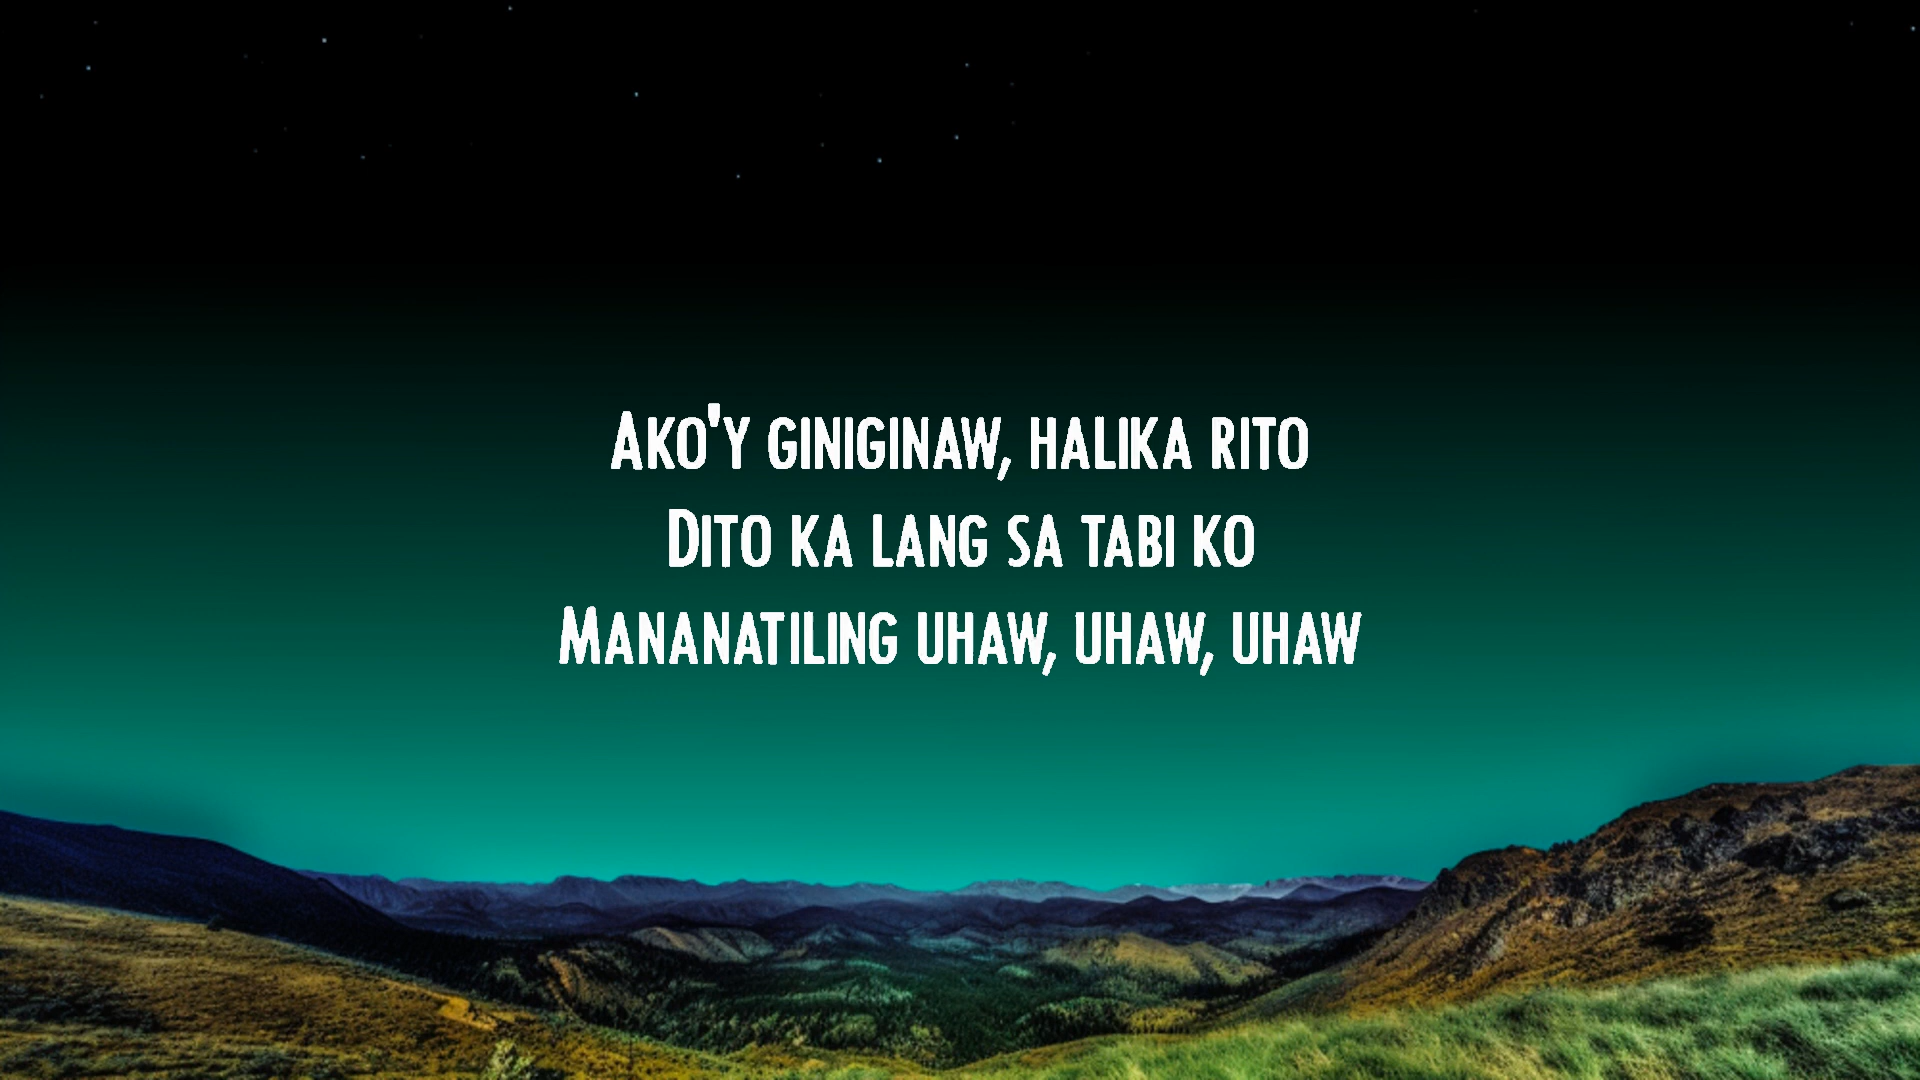 Ako'y giniginaw, halika rito
Dito ka lang sa tabi ko
Mananatiling uhaw, uhaw, uhaw